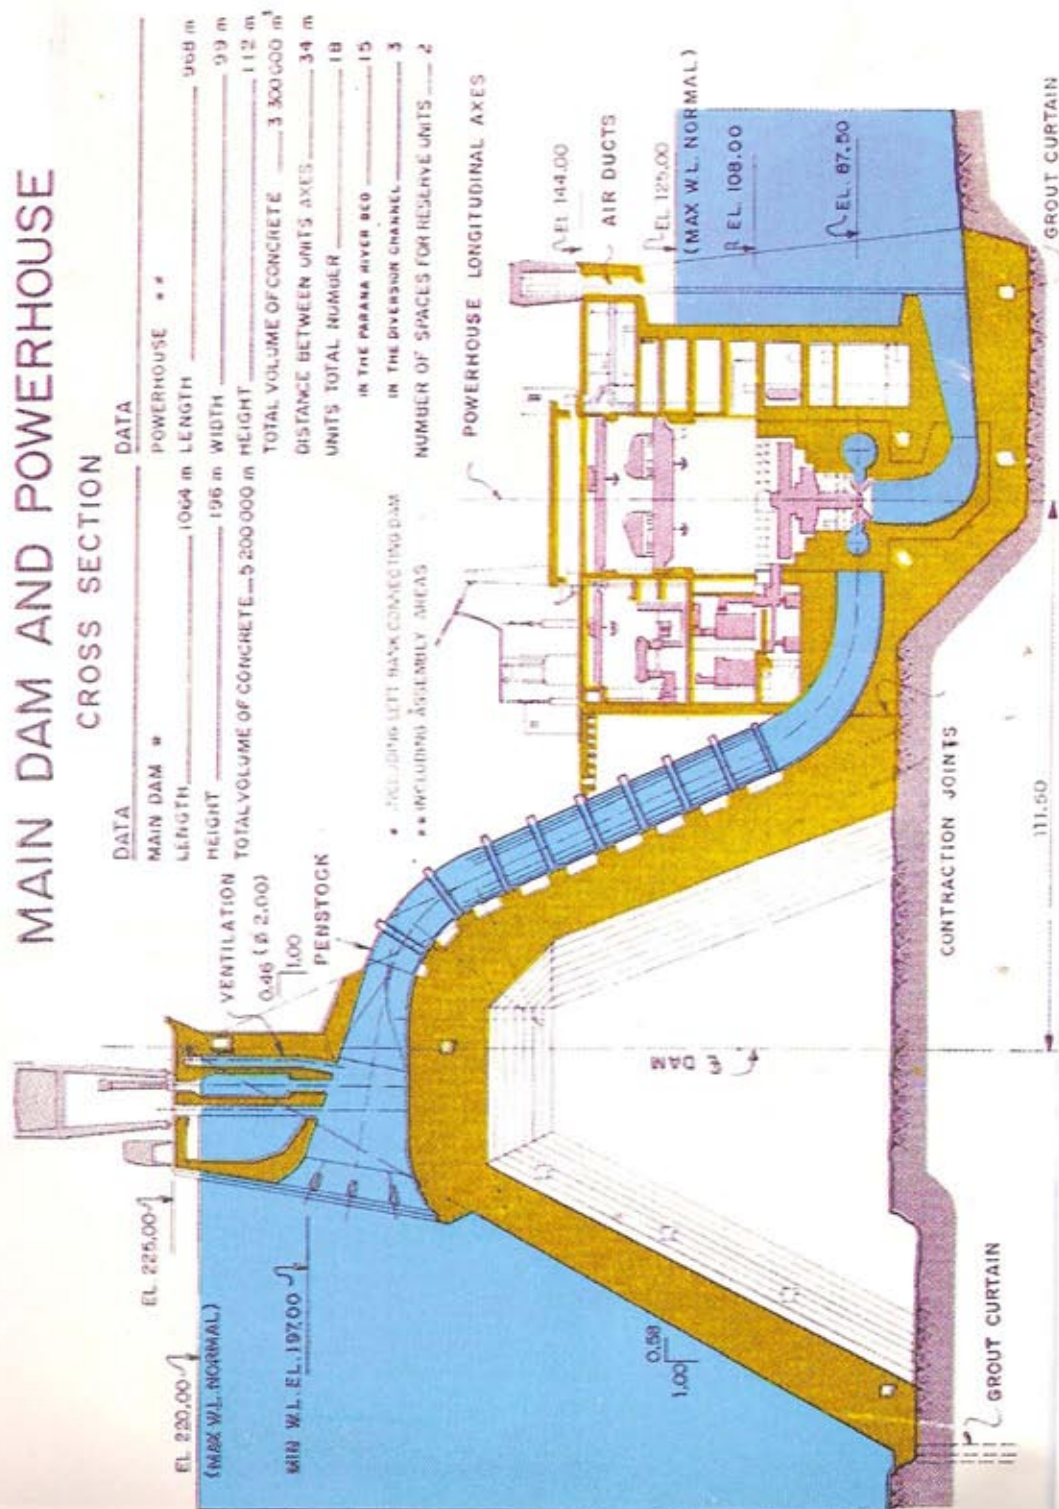 MAIN DAM AND POWERHOUSE
CROSS SECTION
DATA
MAIN DAM *
LENGTH 1064 m
HEIGHT 196 m
TOTAL VOLUME OF CONCRETE 5 200 000 m
DATA
POWERHOUSE * *
LENGTH 968 m
WIDTH 99 m
HEIGHT 112 m
TOTAL VOLUME OF CONCRETE 3 300 000 m³
DISTANCE BETWEEN UNITS AXES 34 m
UNITS TOTAL NUMBER 18
IN THE PARANA RIVER BED 15
IN THE DIVERSION CHANNEL 3
NUMBER OF SPACES FOR RESERVE UNITS 2
* INCLUDING LEFT BANK CONNECTING DAM
* * INCLUDING ASSEMBLY AREAS
EL 225,00
EL 220,00
(MAX W.L. NORMAL)
MIN W.L. EL. 197,00
VENTILATION
0.46 (Ø 2.00)
1.00
PENSTOCK
POWERHOUSE LONGITUDINAL AXES
EL 144.00
AIR DUCTS
EL 125.00
(MAX W L. NORMAL)
EL. 108.00
EL. 87.50
℄ DAM
0.58
1.00
CONTRACTION JOINTS
111.50
GROUT CURTAIN
GROUT CURTAIN